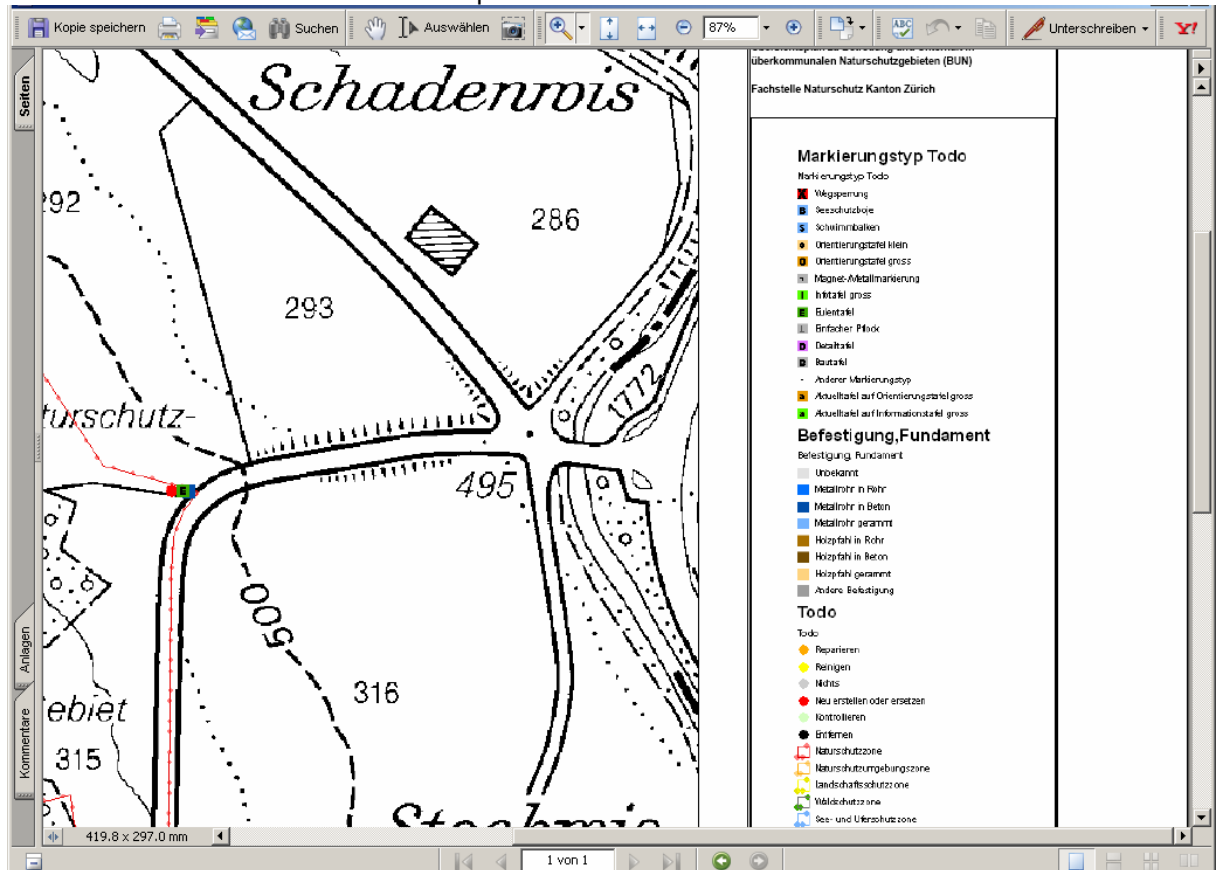 Kopie speichern
Suchen
Auswählen
87%
ABC
Unterschreiben
Y!
Seiten
Anlagen
Kommentare
Schadenwis
292
286
293
1772
turschutz-
E
495
500
316
ebiet
315
419.8 x 297.0 mm
1 von 1
überkommunalen Naturschutzgebieten (BUN)
Fachstelle Naturschutz Kanton Zürich
Markierungstyp Todo
Markierungstyp Todo
X Wegsperrung
B Seeschutzboje
S Schwimmbalken
Orientierungstafel klein
O Orientierungstafel gross
Magnet-/Metallmarkierung
I Infotafel gross
E Eulentafel
Einfacher Pflock
D Detailtafel
Bautafel
Anderer Markierungstyp
a Aktuelltafel auf Orientierungstafel gross
a Aktuelltafel auf Informationstafel gross
Befestigung,Fundament
Befestigung, Fundament
Unbekannt
Metallrohr in Rohr
Metallrohr in Beton
Metallrohr gerammt
Holzpfahl in Rohr
Holzpfahl in Beton
Holzpfahl gerammt
Andere Befestigung
Todo
Todo
Reparieren
Reinigen
Nichts
Neu erstellen oder ersetzen
Kontrollieren
Entfernen
Naturschutzzone
Naturschutzumgebungszone
Landschaftsschutzzone
Waldschutzzone
See- und Uferschutzzone